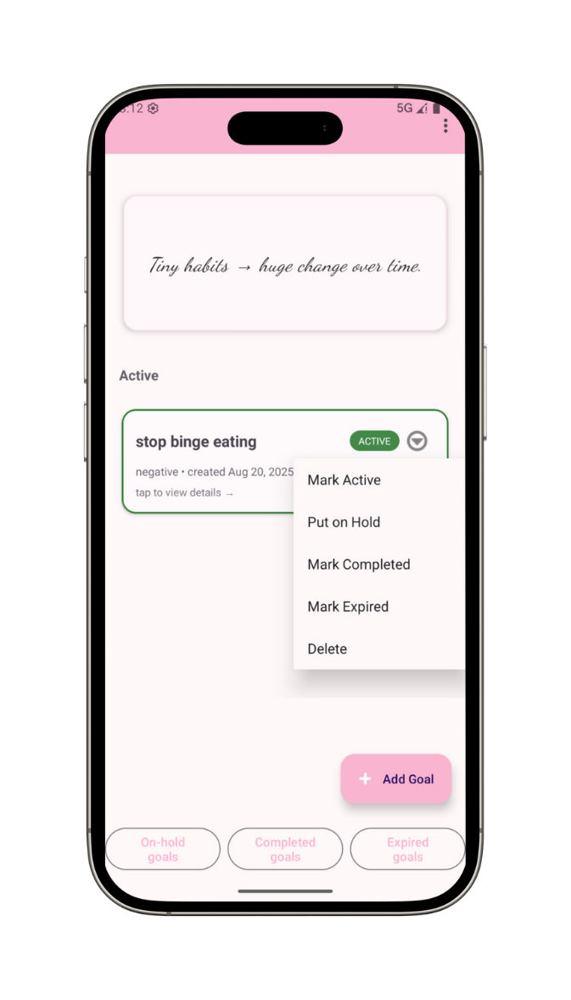 :12
5G
Tiny habits → huge change over time.
Active
stop binge eating
ACTIVE
negative • created Aug 20, 2025
tap to view details →
Mark Active
Put on Hold
Mark Completed
Mark Expired
Delete
+ Add Goal
On-hold
goals
Completed
goals
Expired
goals